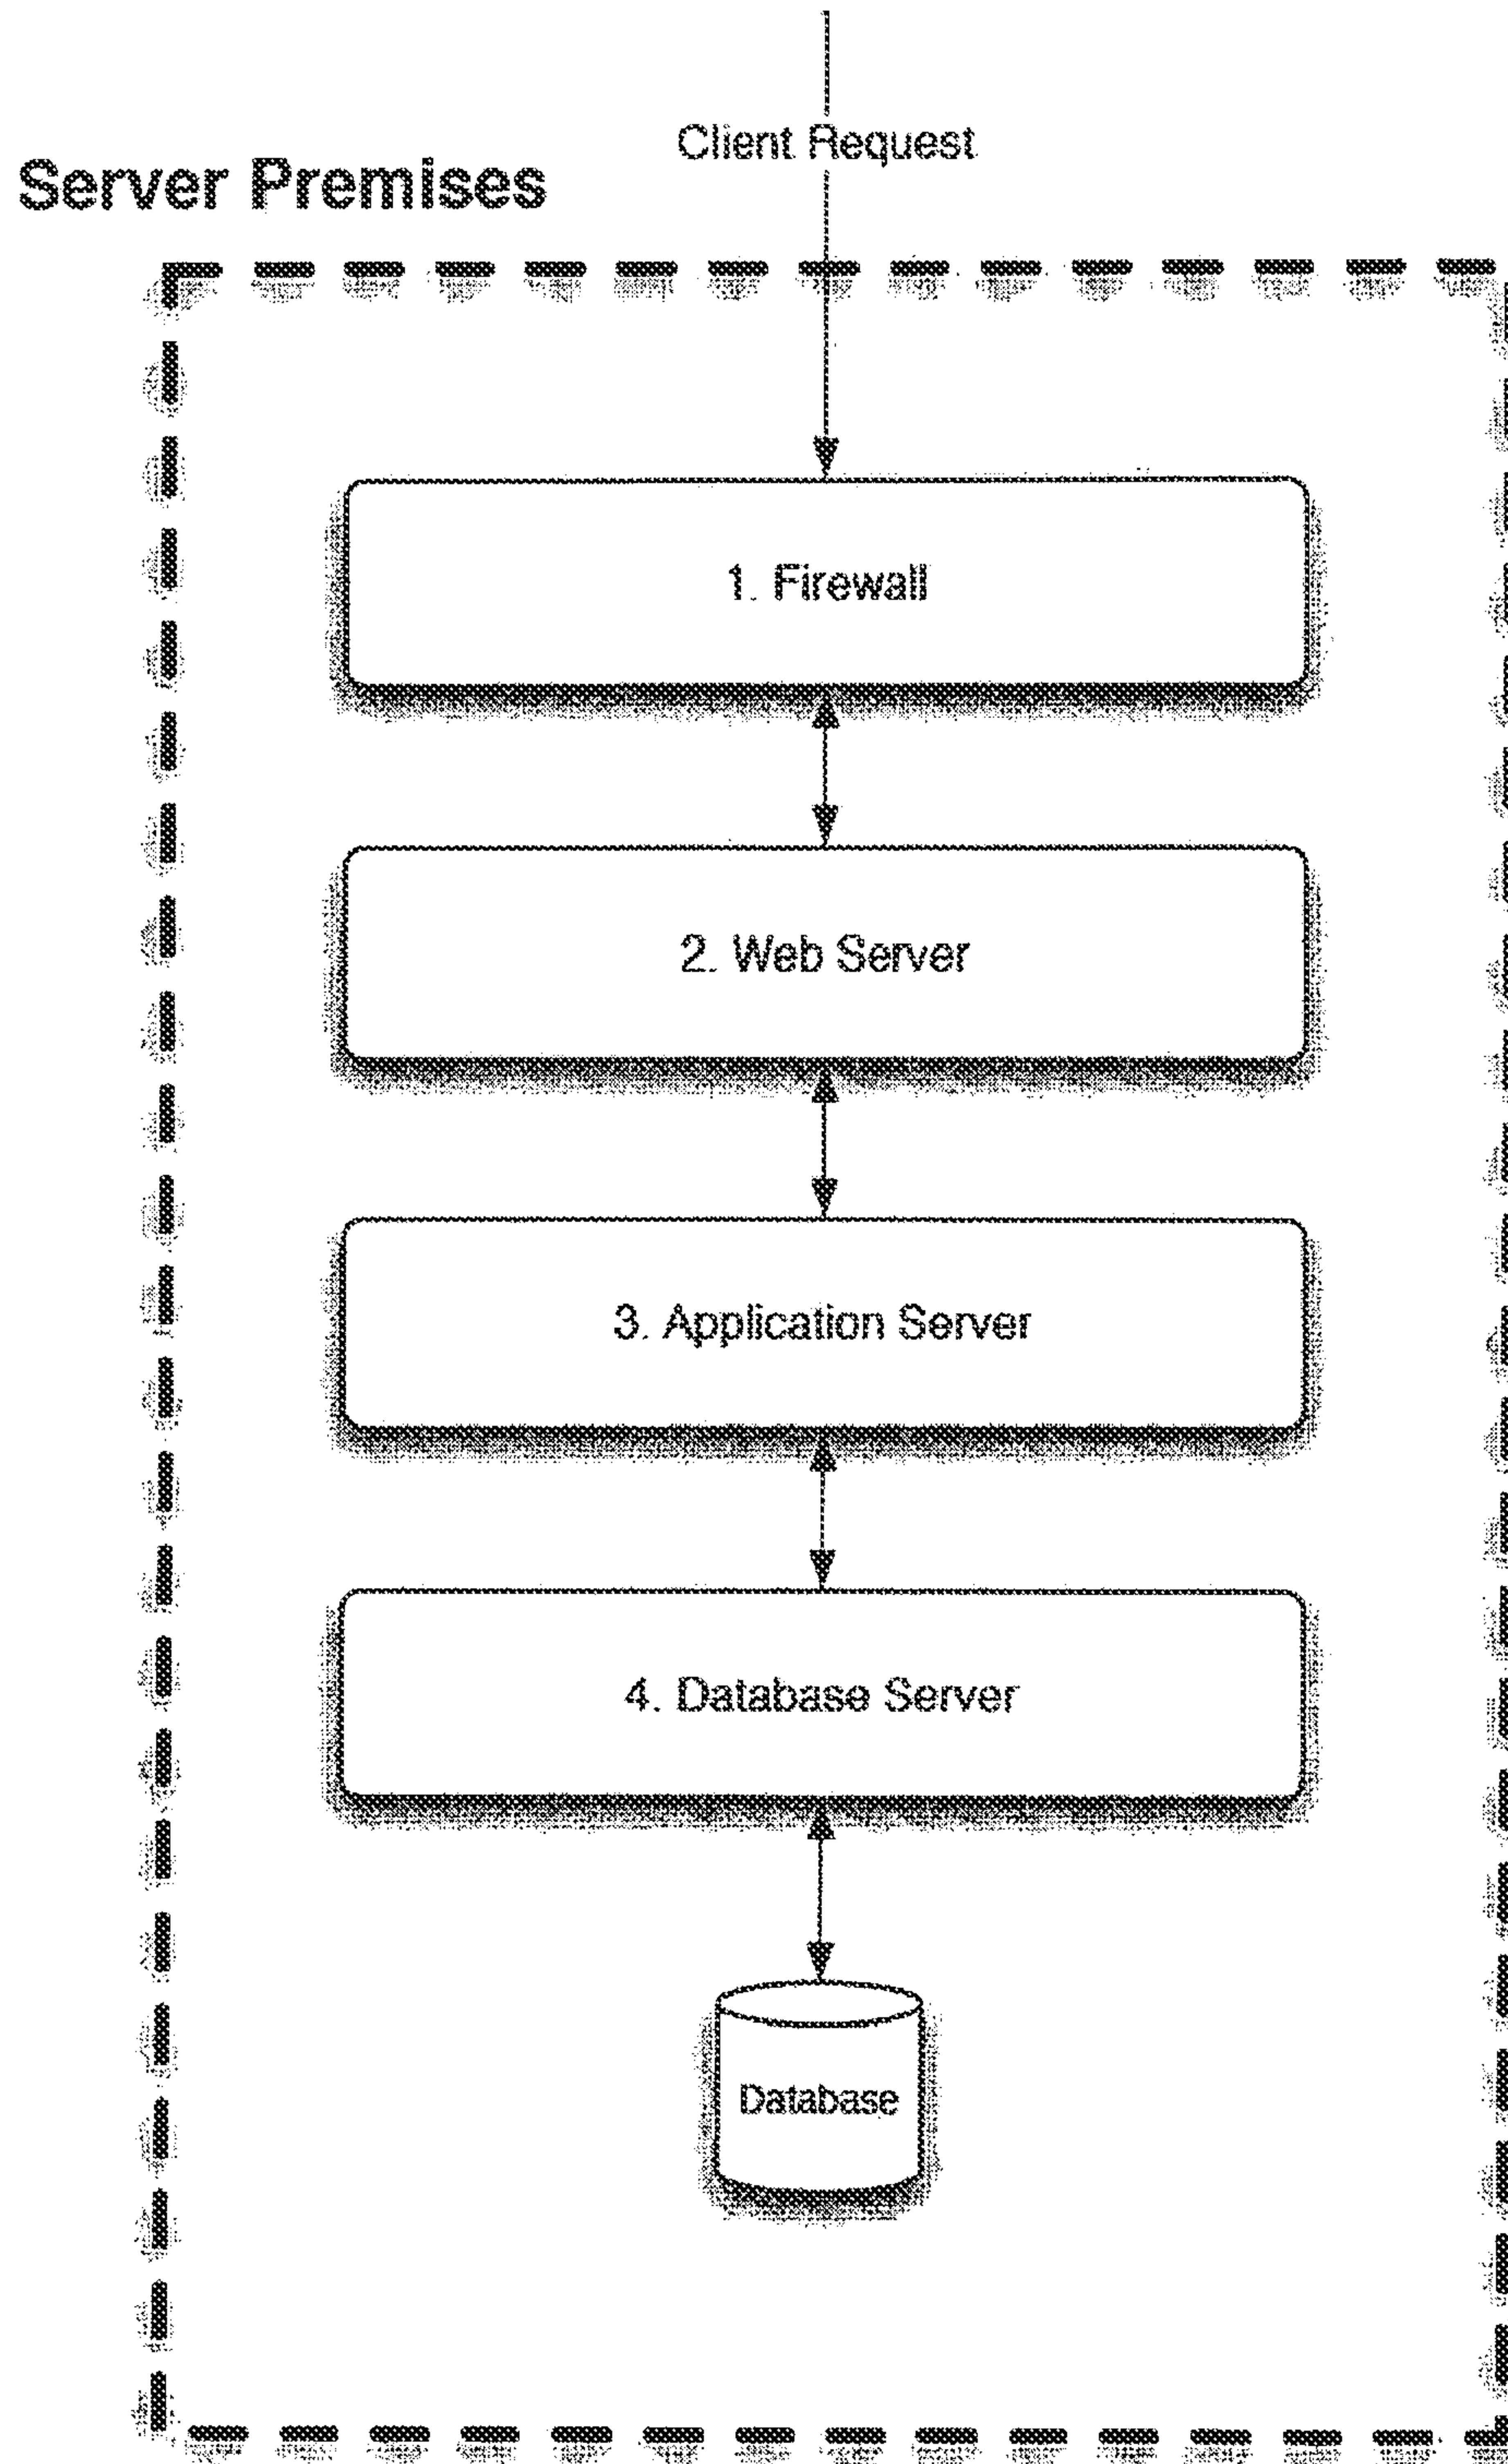 Client Request
Server Premises
1. Firewall
2. Web Server
3. Application Server
4. Database Server
Database